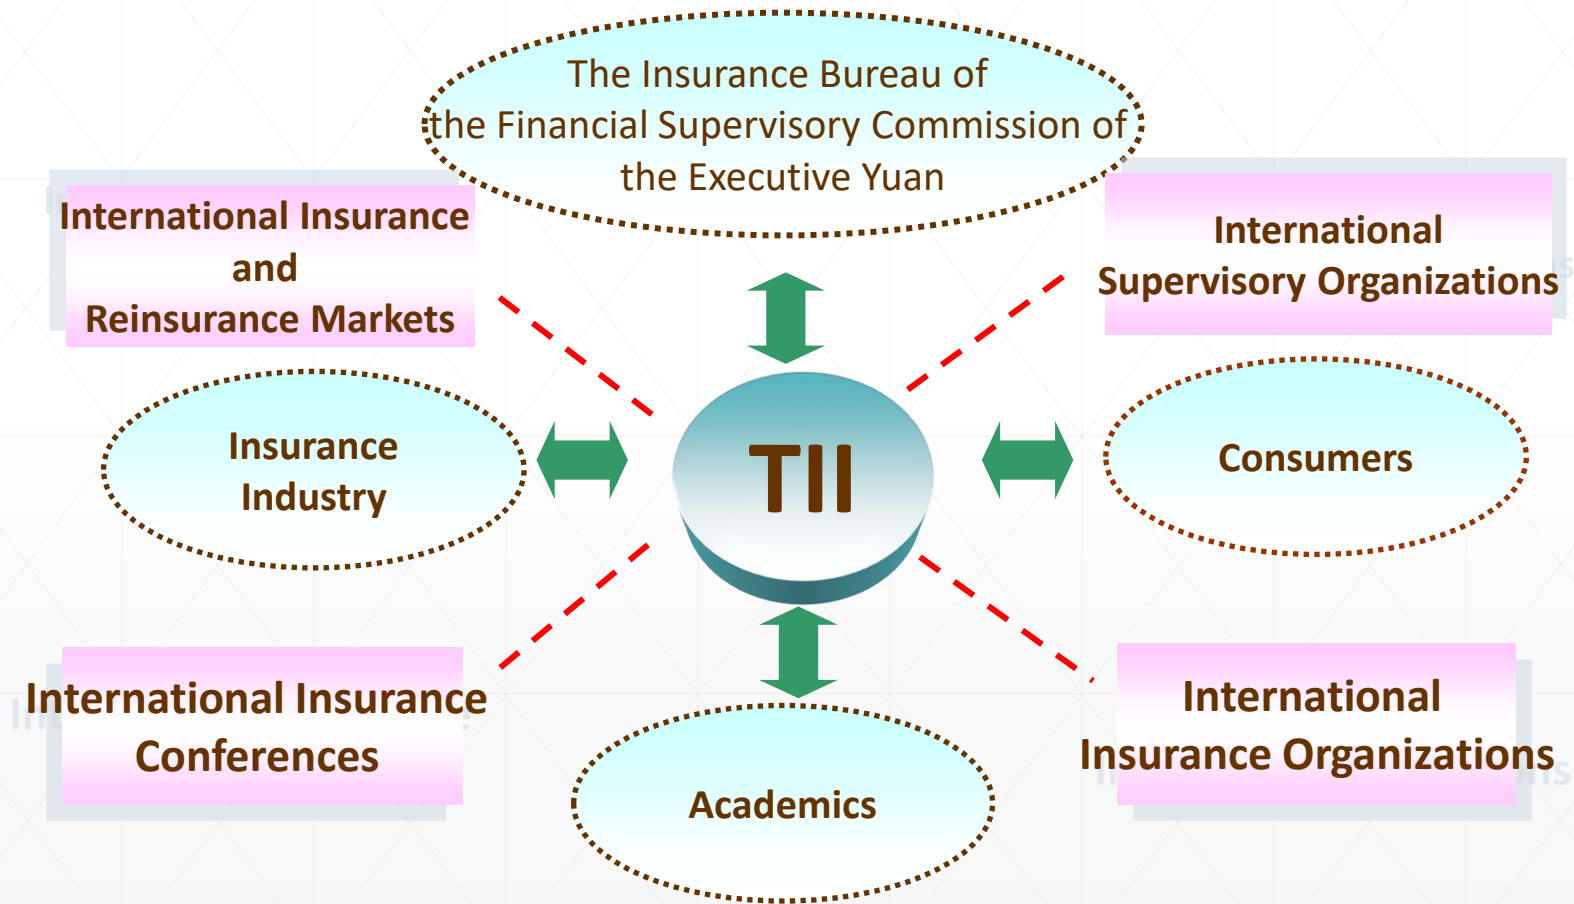 The Insurance Bureau of
the Financial Supervisory Commission of
the Executive Yuan
International Insurance
and
Reinsurance Markets
International
Supervisory Organizations
Insurance
Industry
TII
Consumers
International Insurance
Conferences
Academics
International
Insurance Organizations